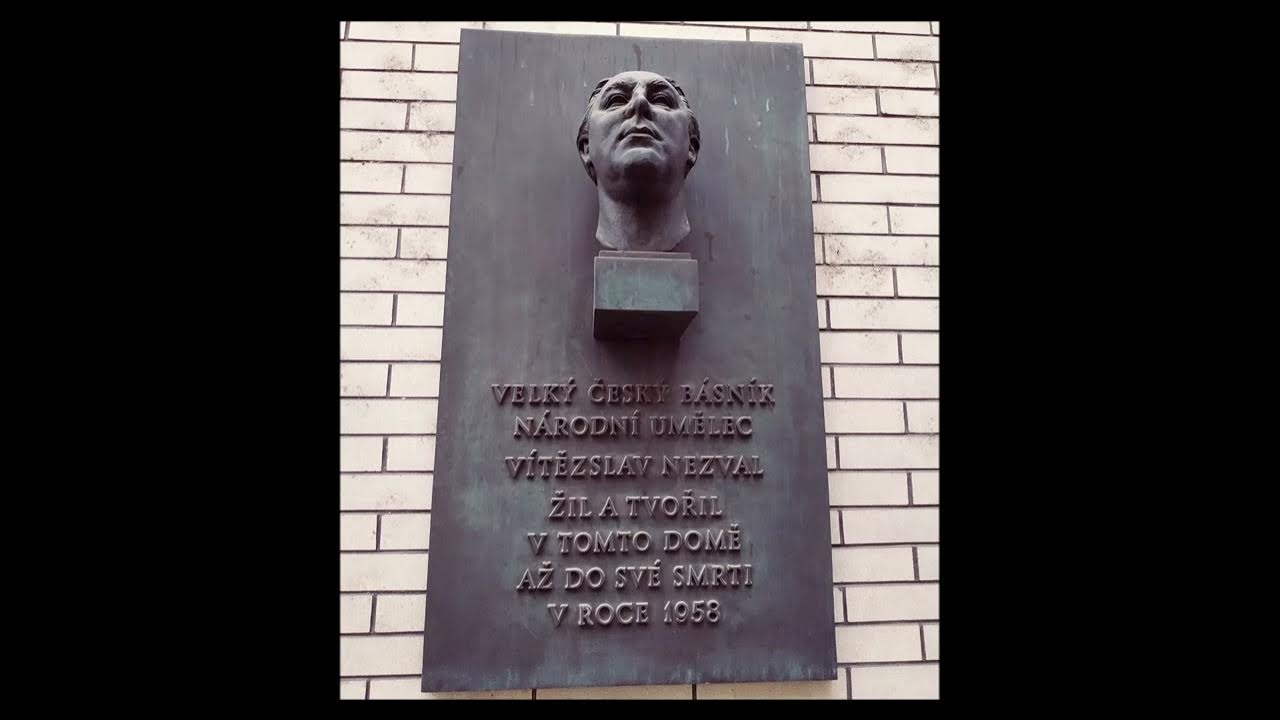 VELKÝ ČESKÝ BÁSNÍK
NÁRODNÍ UMĚLEC
VÍTĚZSLAV NEZVAL
ŽIL A TVOŘIL
V TOMTO DOMĚ
AŽ DO SVÉ SMRTI
V ROCE 1958